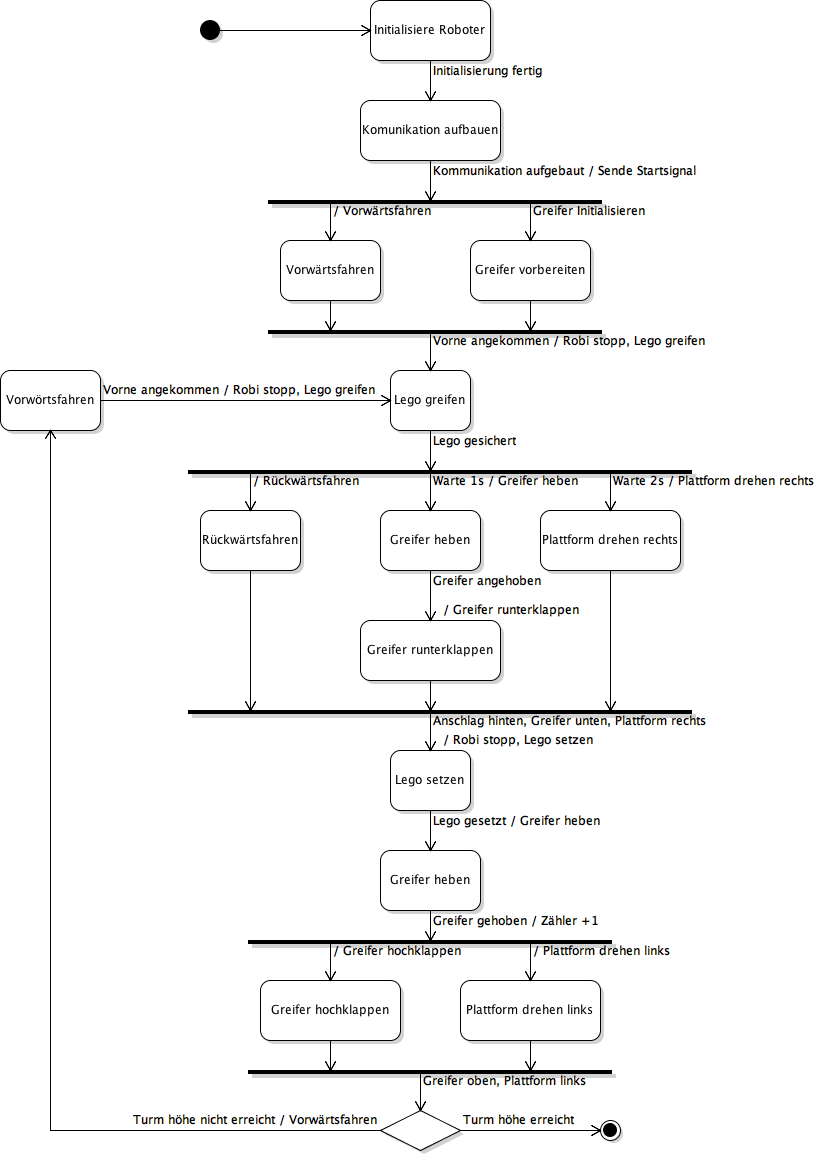 Initialisiere Roboter
Initialisierung fertig
Komunikation aufbauen
Kommunikation aufgebaut / Sende Startsignal
/ Vorwärtsfahren
Greifer Initialisieren
Vorwärtsfahren
Greifer vorbereiten
Vorne angekommen / Robi stopp, Lego greifen
Vorwörtsfahren
Vorne angekommen / Robi stopp, Lego greifen
Lego greifen
Lego gesichert
/ Rückwärtsfahren
Warte 1s / Greifer heben
Warte 2s / Plattform drehen rechts
Rückwärtsfahren
Greifer heben
Plattform drehen rechts
Greifer angehoben
/ Greifer runterklappen
Greifer runterklappen
Anschlag hinten, Greifer unten, Plattform rechts
/ Robi stopp, Lego setzen
Lego setzen
Lego gesetzt / Greifer heben
Greifer heben
Greifer gehoben / Zähler +1
/ Greifer hochklappen
/ Plattform drehen links
Greifer hochklappen
Plattform drehen links
Greifer oben, Plattform links
Turm höhe nicht erreicht / Vorwärtsfahren
Turm höhe erreicht